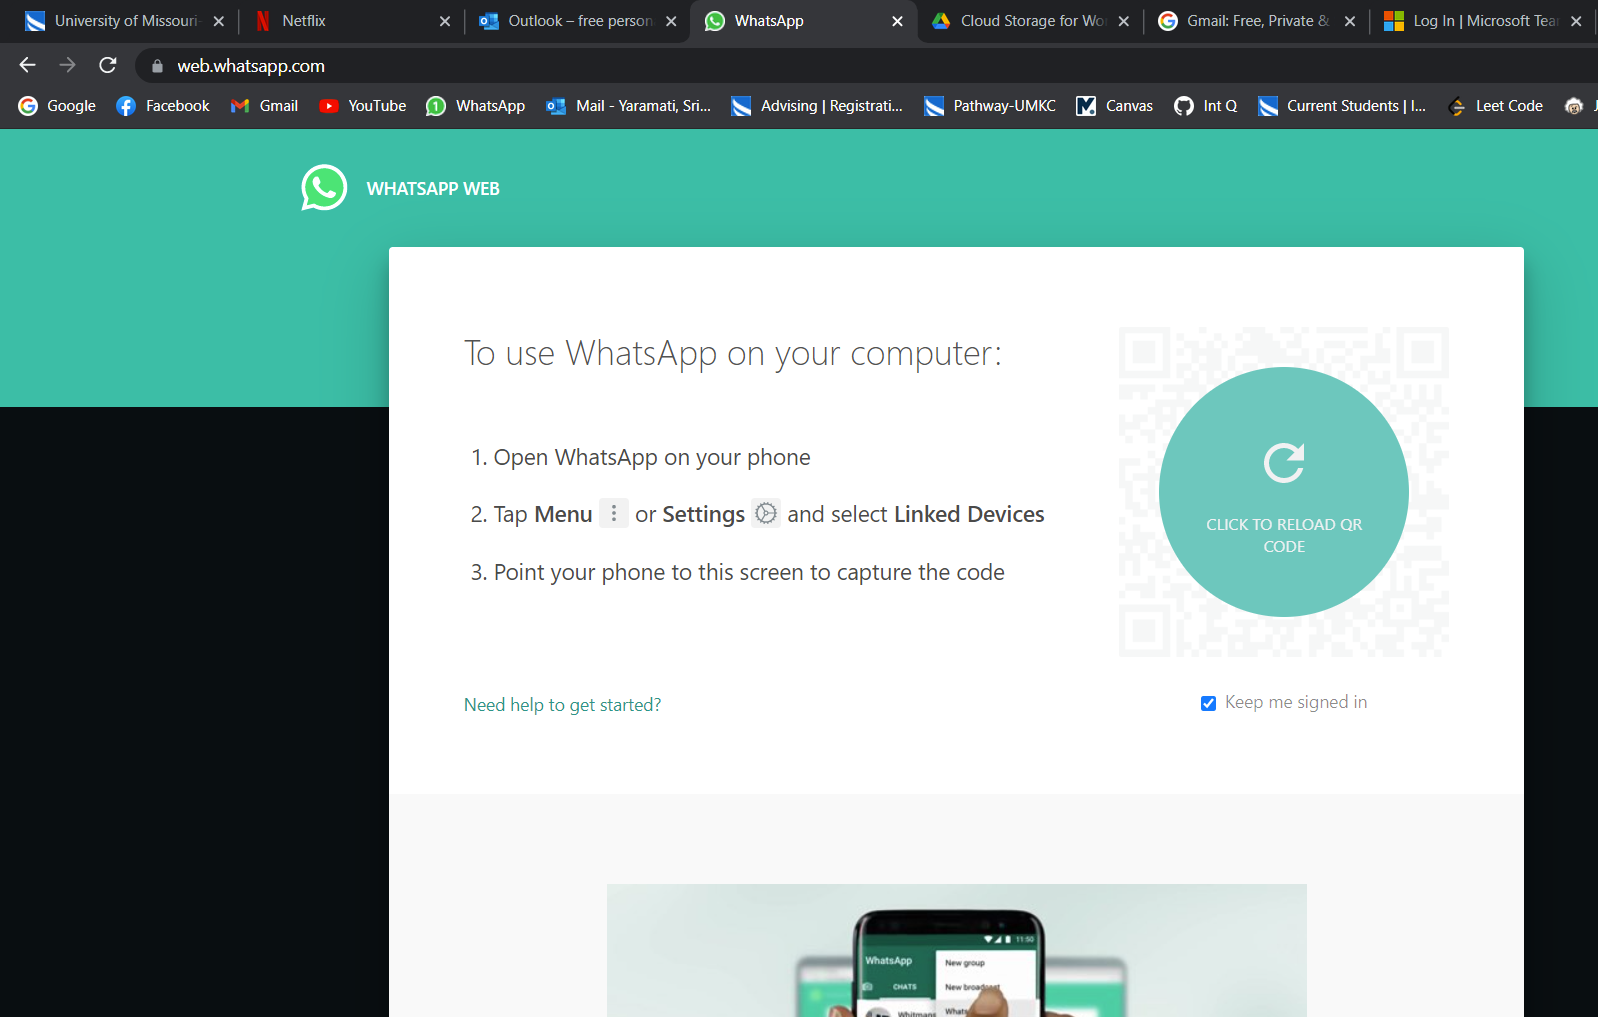 University of Missouri-
Netflix
Outlook – free person
WhatsApp
Cloud Storage for Wor
Gmail: Free, Private &
Log In | Microsoft Tea
web.whatsapp.com
Google
Facebook
Gmail
YouTube
WhatsApp
Mail - Yaramati, Sri...
Advising | Registrati...
Pathway-UMKC
Canvas
Int Q
Current Students | I...
Leet Code
J
WHATSAPP WEB
To use WhatsApp on your computer:
1. Open WhatsApp on your phone
2. Tap Menu or Settings and select Linked Devices
3. Point your phone to this screen to capture the code
CLICK TO RELOAD QR
CODE
Need help to get started?
Keep me signed in
11:50
WhatsApp
New group
CHATS
New broadcast
Whats
Whitman